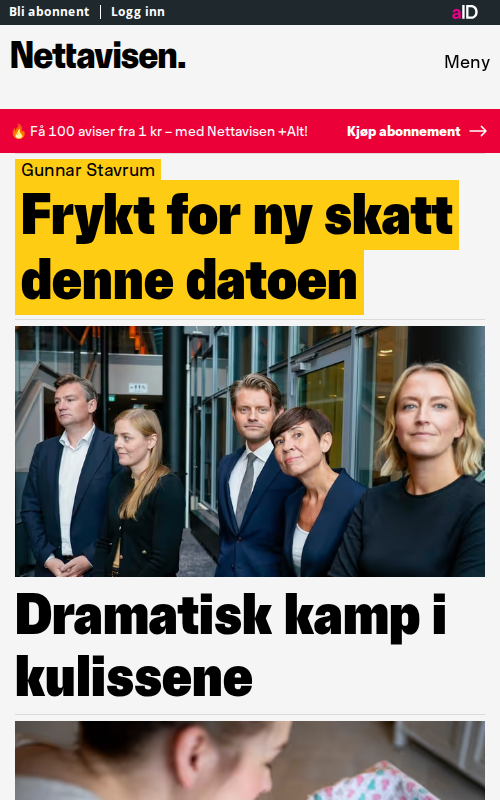 Bli abonnent
Logg inn
aID
Nettavisen.
Meny
🔥 Få 100 aviser fra 1 kr – med Nettavisen +Alt!
Kjøp abonnement →
Gunnar Stavrum
Frykt for ny skatt
denne datoen
Dramatisk kamp i
kulissene